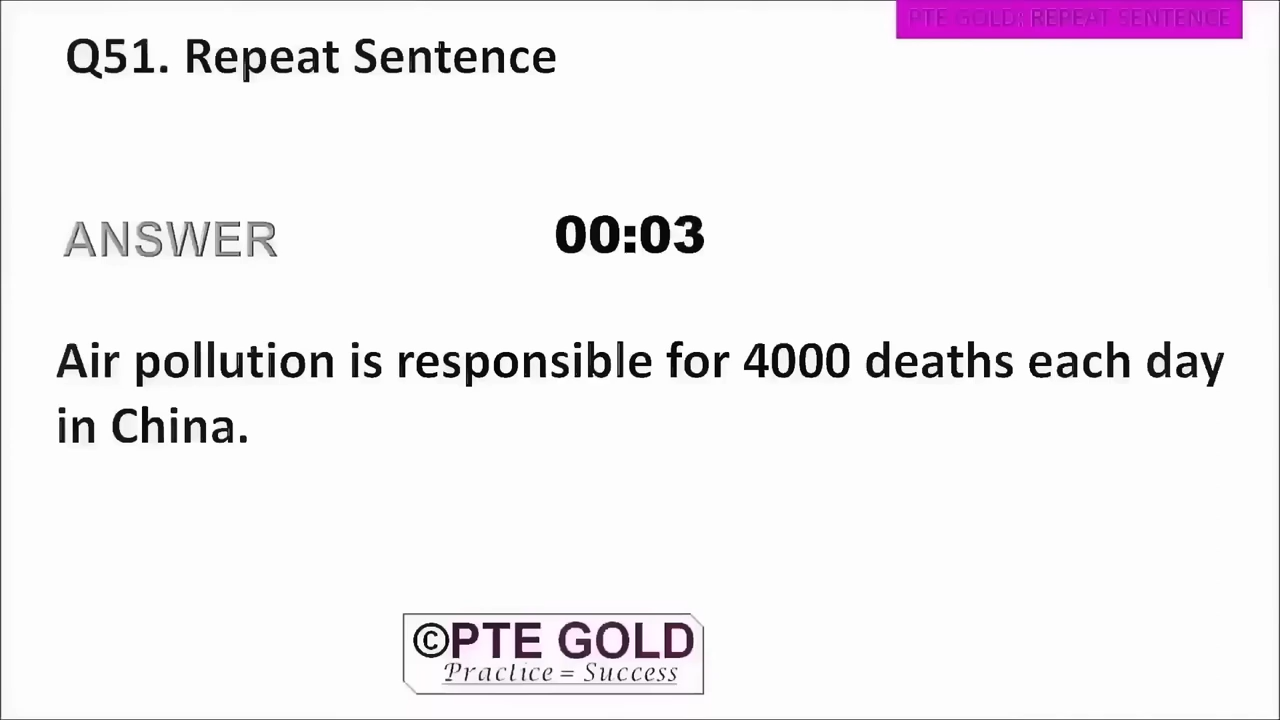 PTE GOLD: REPEAT SENTENCE
Q51. Repeat Sentence
ANSWER
00:03
Air pollution is responsible for 4000 deaths each day
in China.
©PTE GOLD
Practice = Success